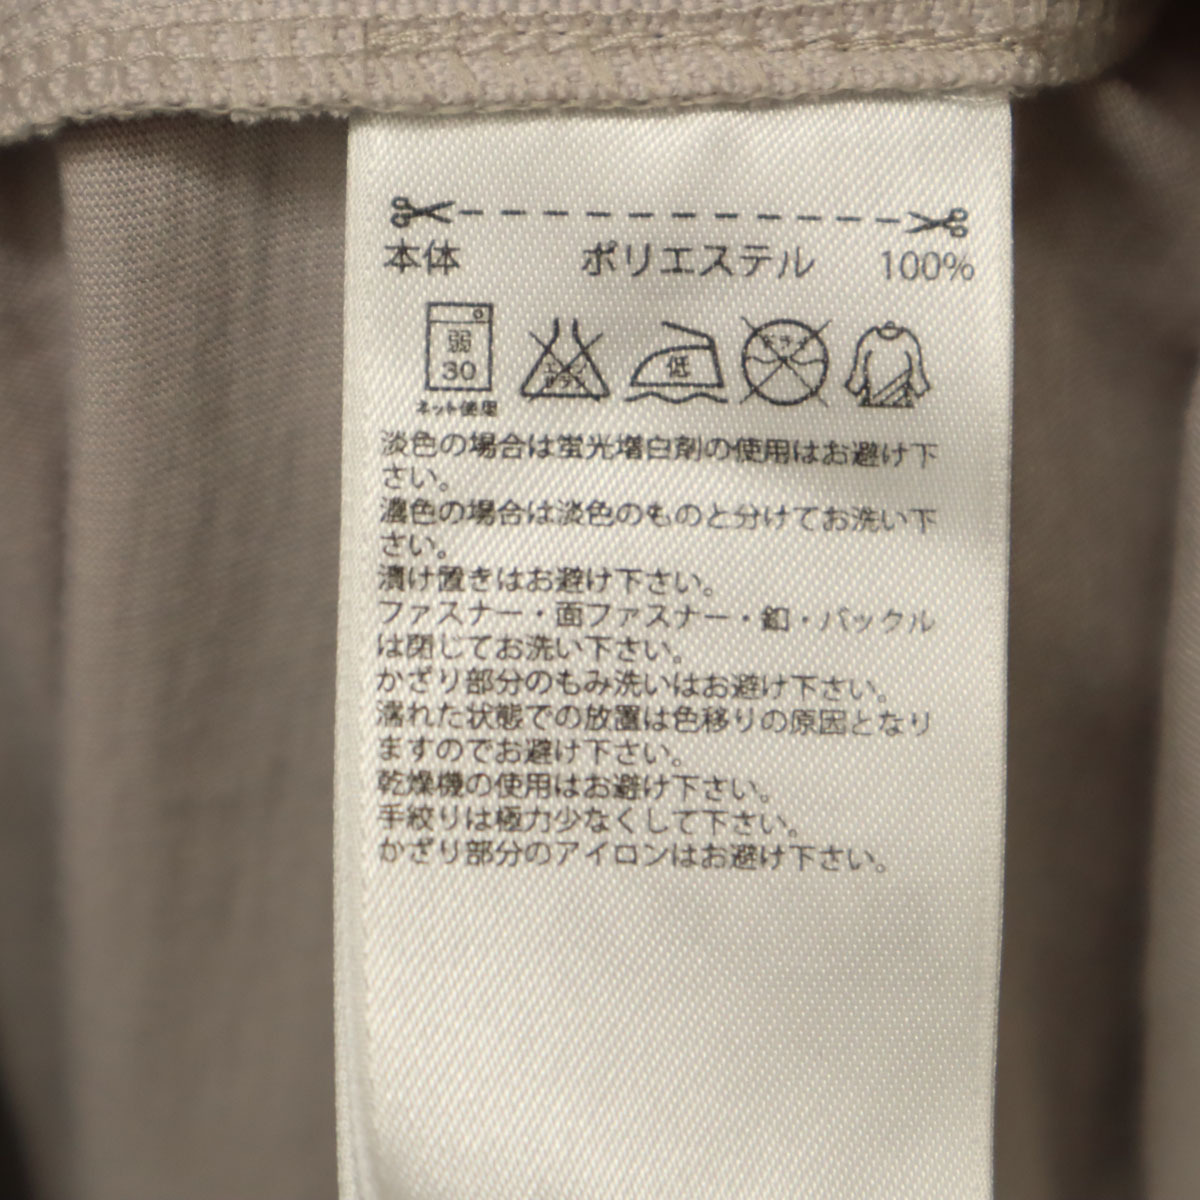 本体 ポリエステル 100%
弱
30
ネット使用
エンソ
サラシ
低
ドライ
淡色の場合は蛍光増白剤の使用はお避け下
さい。
濃色の場合は淡色のものと分けてお洗い下
さい。
漬け置きはお避け下さい。
ファスナー・面ファスナー・釦・バックル
は閉じてお洗い下さい。
かざり部分のもみ洗いはお避け下さい。
濡れた状態での放置は色移りの原因となり
ますのでお避け下さい。
乾燥機の使用はお避け下さい。
手絞りは極力少なくして下さい。
かざり部分のアイロンはお避け下さい。